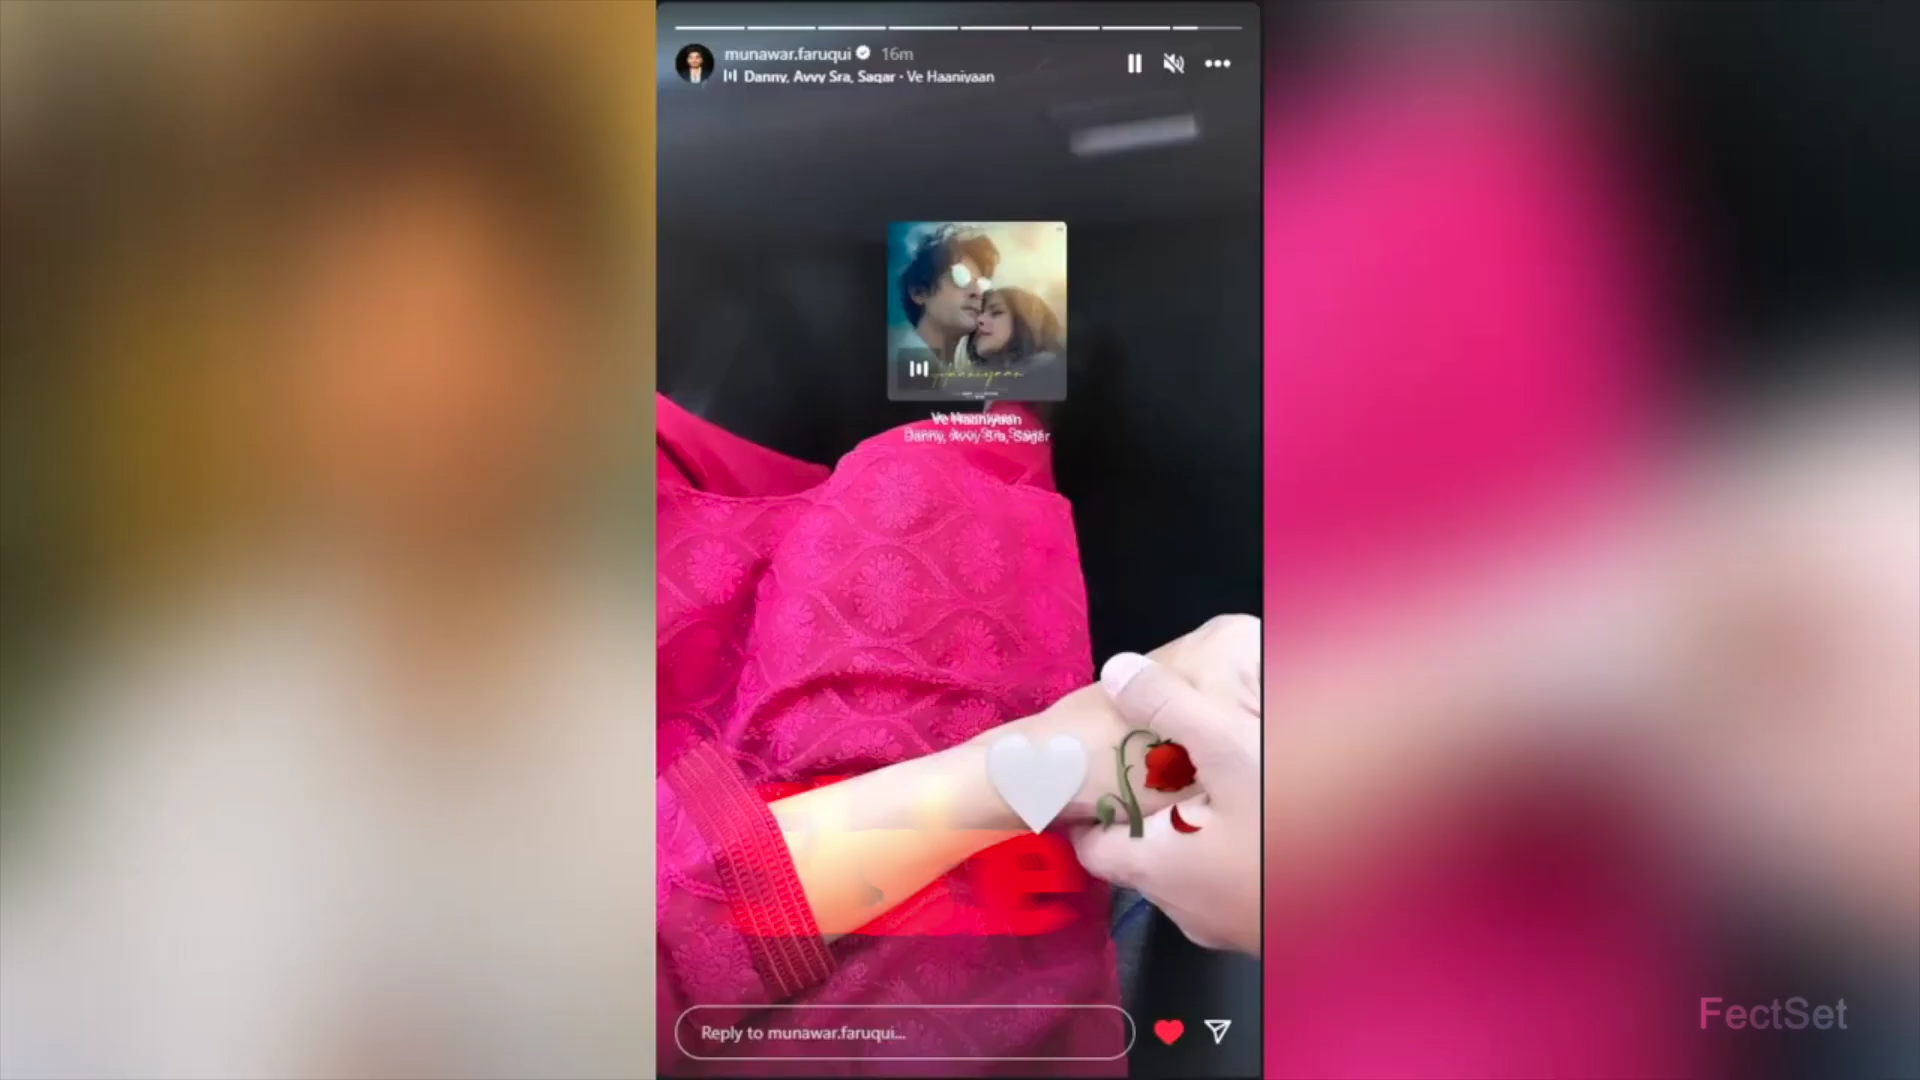 munawar.faruqui 16m
Danny, Avvy Sra, Sagar · Ve Haaniyaan
Haaniyaan
Ve Haaniyaan
Danny, Avvy Sra, Sagar
Reply to munawar.faruqui...
FectSet